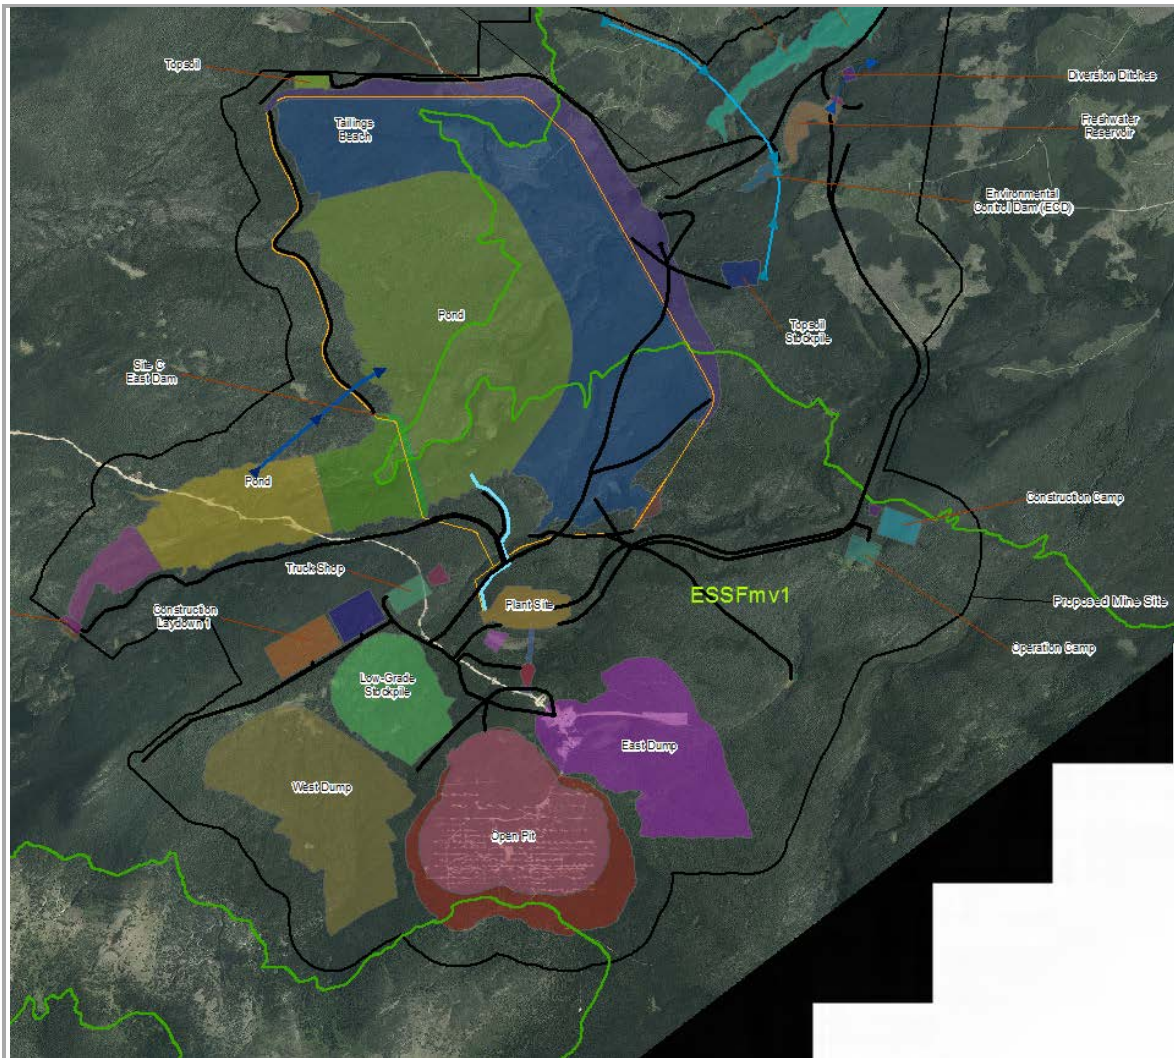 Topsoil
Diversion Ditches
Freshwater
Reservoir
Tailings
Beach
Environmental
Control Dam (ECD)
Pond
Topsoil
Stockpile
Site C
East Dam
Pond
Construction Camp
Truck Shop
Plant Site
ESSFmv1
Proposed Mine Site
Construction
Laydown 1
Operation Camp
Low-Grade
Stockpile
East Dump
West Dump
Open Pit